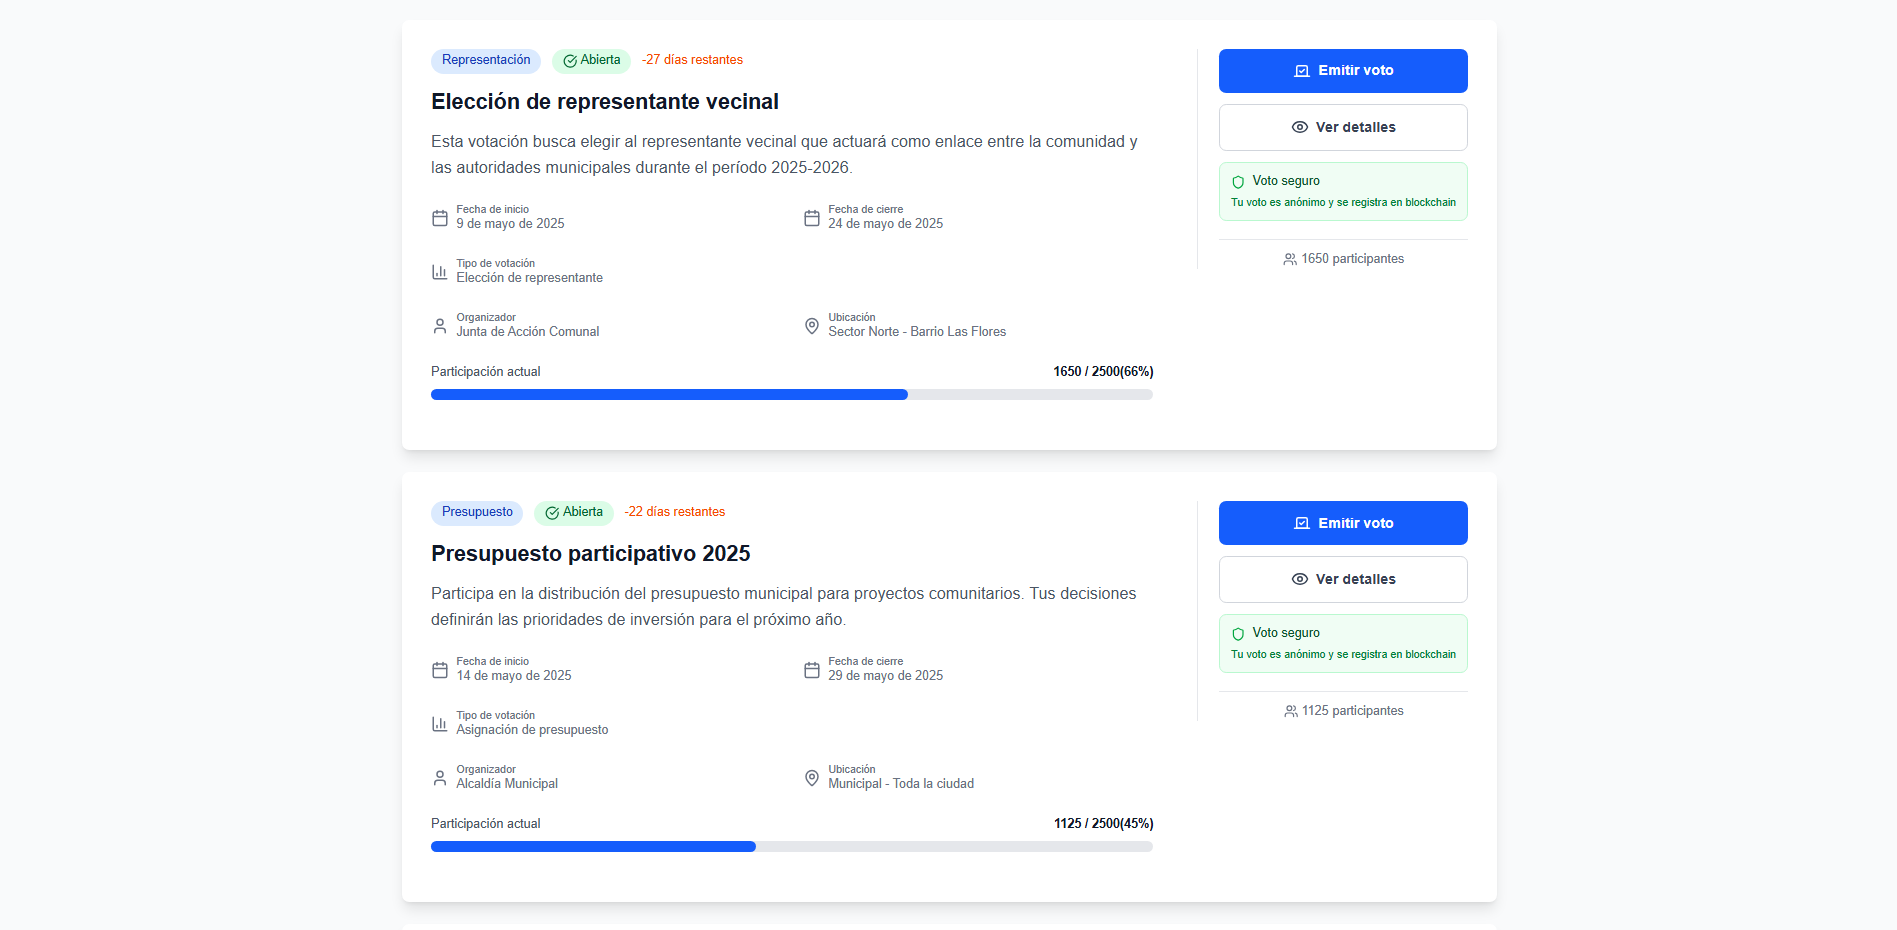 Representación Abierta -27 días restantes
Elección de representante vecinal
Esta votación busca elegir al representante vecinal que actuará como enlace entre la comunidad y
las autoridades municipales durante el período 2025-2026.
Fecha de inicio
9 de mayo de 2025
Fecha de cierre
24 de mayo de 2025
Tipo de votación
Elección de representante
Organizador
Junta de Acción Comunal
Ubicación
Sector Norte - Barrio Las Flores
Participación actual 1650 / 2500(66%)
Emitir voto
Ver detalles
Voto seguro
Tu voto es anónimo y se registra en blockchain
1650 participantes
Presupuesto Abierta -22 días restantes
Presupuesto participativo 2025
Participa en la distribución del presupuesto municipal para proyectos comunitarios. Tus decisiones
definirán las prioridades de inversión para el próximo año.
Fecha de inicio
14 de mayo de 2025
Fecha de cierre
29 de mayo de 2025
Tipo de votación
Asignación de presupuesto
Organizador
Alcaldía Municipal
Ubicación
Municipal - Toda la ciudad
Participación actual 1125 / 2500(45%)
Emitir voto
Ver detalles
Voto seguro
Tu voto es anónimo y se registra en blockchain
1125 participantes